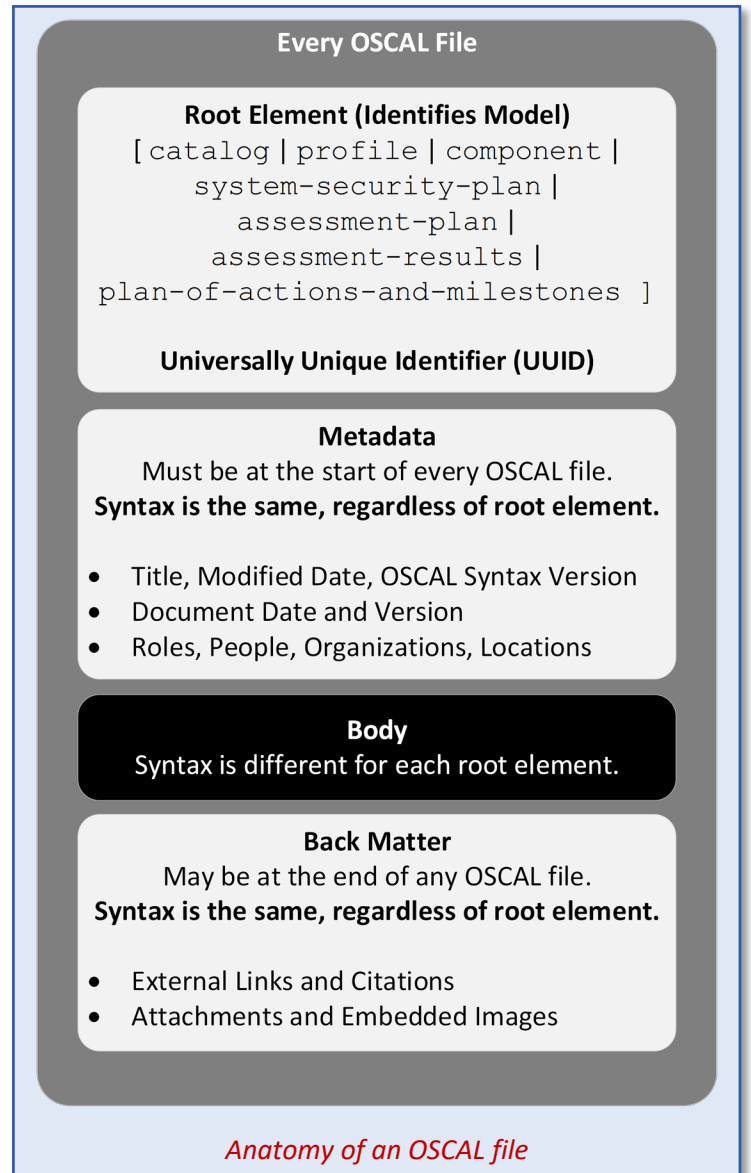 Every OSCAL File
Root Element (Identifies Model)
[catalog | profile | component |
system-security-plan |
assessment-plan |
assessment-results |
plan-of-actions-and-milestones ]
Universally Unique Identifier (UUID)
Metadata
Must be at the start of every OSCAL file.
Syntax is the same, regardless of root element.
• Title, Modified Date, OSCAL Syntax Version
• Document Date and Version
• Roles, People, Organizations, Locations
Body
Syntax is different for each root element.
Back Matter
May be at the end of any OSCAL file.
Syntax is the same, regardless of root element.
• External Links and Citations
• Attachments and Embedded Images
Anatomy of an OSCAL file